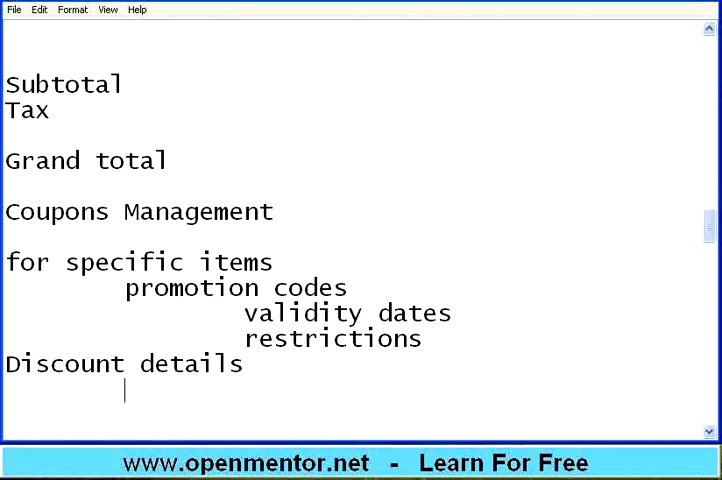 File Edit Format View Help
Subtotal
Tax
Grand total
Coupons Management
for specific items
promotion codes
validity dates
restrictions
Discount details
www.openmentor.net - Learn For Free